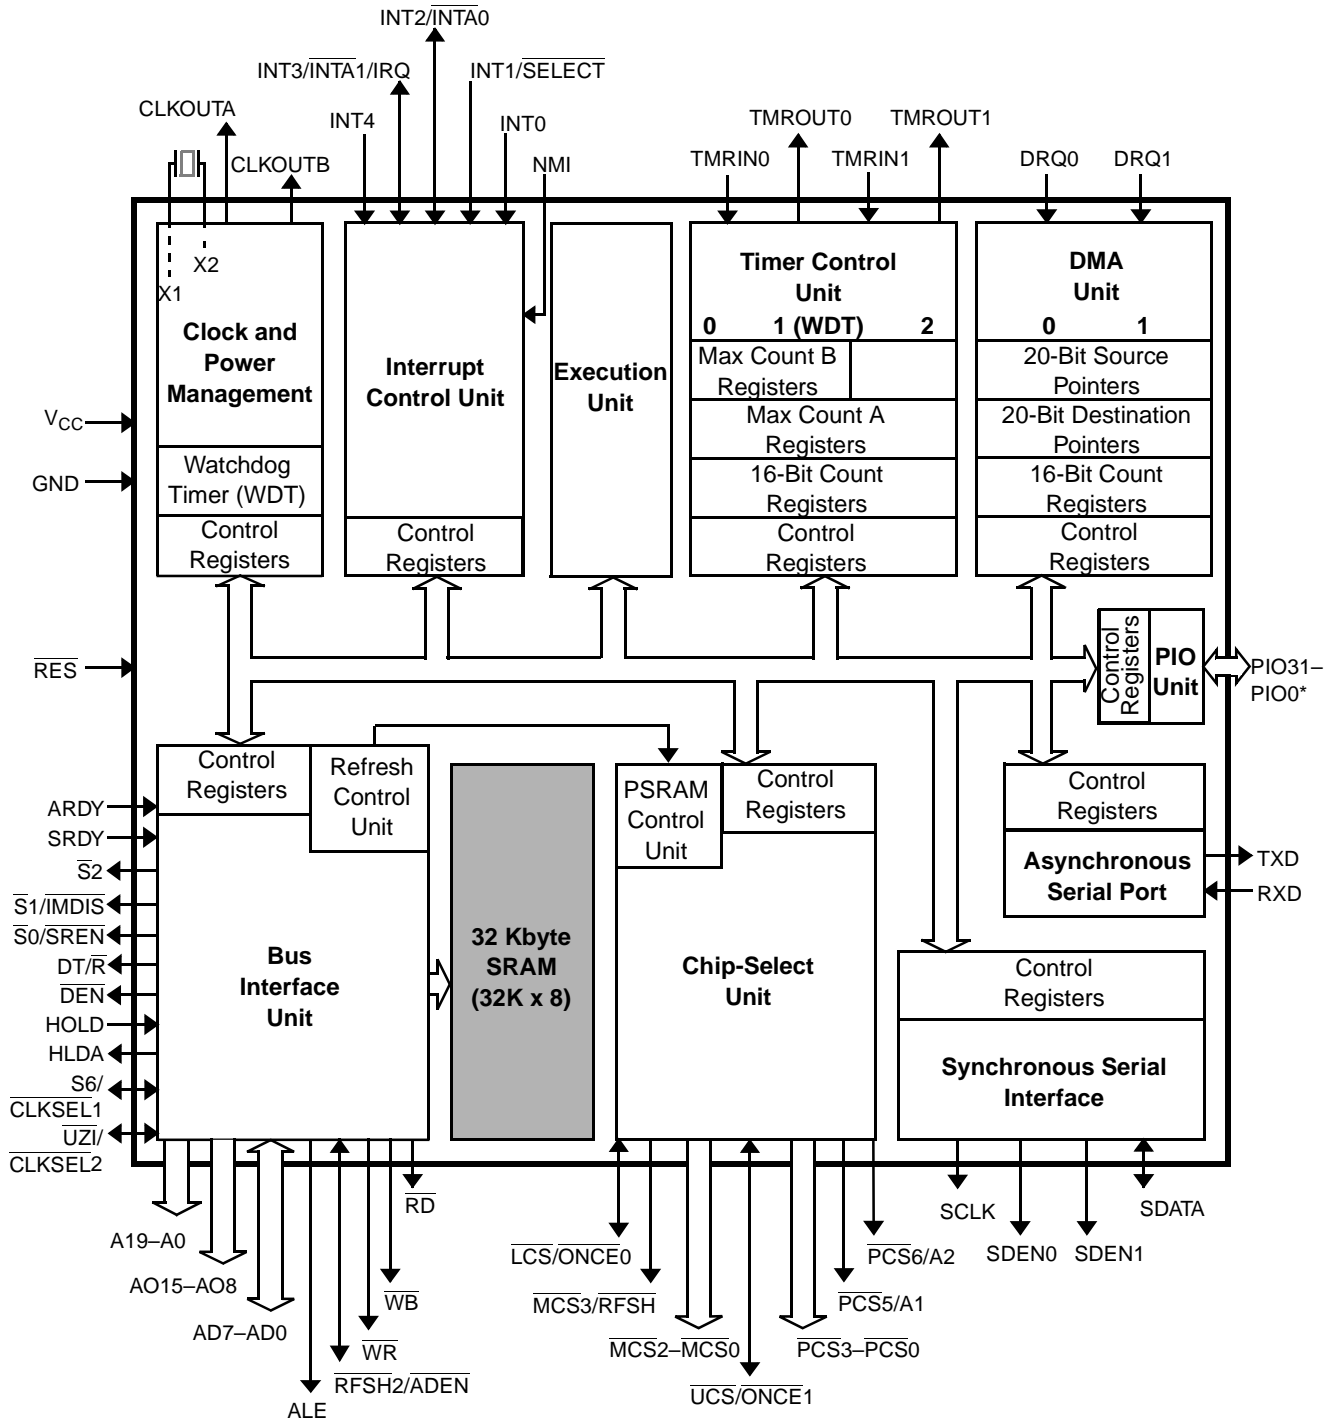 INT2/INTA0
INT3/INTA1/IRQ
INT1/SELECT
CLKOUTA
INT4
INT0
TMROUT0
TMROUT1
CLKOUTB
NMI
TMRIN0
TMRIN1
DRQ0
DRQ1
X2
X1
Clock and
Power
Management
Watchdog
Timer (WDT)
Control
Registers
Interrupt
Control Unit
Control
Registers
Execution
Unit
Timer Control
Unit
0 1 (WDT) 2
Max Count B
Registers
Max Count A
Registers
16-Bit Count
Registers
Control
Registers
DMA
Unit
0 1
20-Bit Source
Pointers
20-Bit Destination
Pointers
16-Bit Count
Registers
Control
Registers
VCC
GND
RES
Control
Registers
PIO
Unit
PIO31–
PIO0*
Control
Registers
Refresh
Control
Unit
Bus
Interface
Unit
ARDY
SRDY
S2
S1/IMDIS
S0/SREN
DT/R
DEN
HOLD
HLDA
S6/
CLKSEL1
UZI/
CLKSEL2
32 Kbyte
SRAM
(32K x 8)
PSRAM
Control
Unit
Control
Registers
Chip-Select
Unit
Control
Registers
Asynchronous
Serial Port
TXD
RXD
Control
Registers
Synchronous Serial
Interface
A19–A0
AO15–AO8
AD7–AD0
ALE
RFSH2/ADEN
WR
WB
RD
LCS/ONCE0
MCS3/RFSH
MCS2–MCS0
UCS/ONCE1
PCS3–PCS0
PCS5/A1
PCS6/A2
SCLK
SDEN0
SDEN1
SDATA